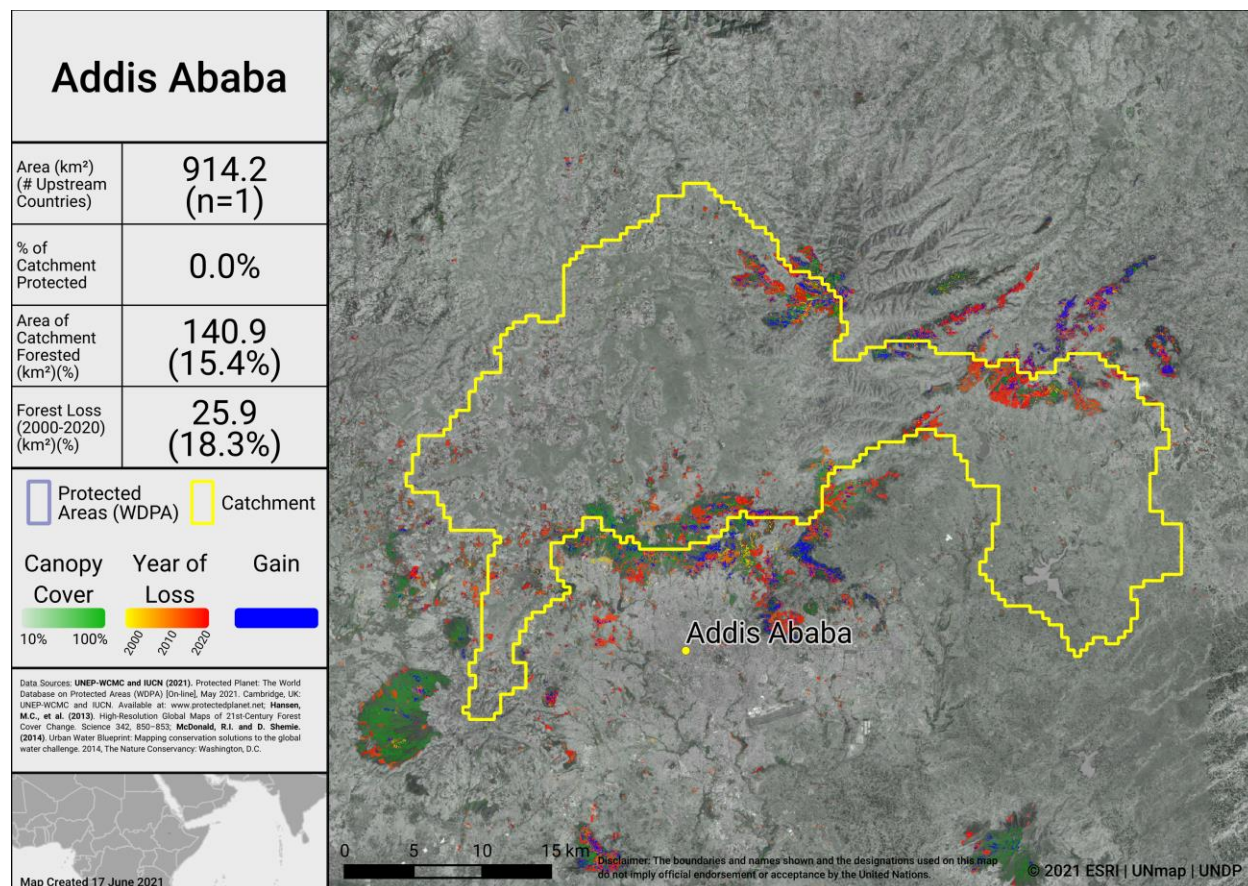 Addis Ababa
Area (km²)
(# Upstream
Countries)
914.2
(n=1)
% of
Catchment
Protected
0.0%
Area of
Catchment
Forested
(km²)(%)
140.9
(15.4%)
Forest Loss
(2000-2020)
(km²)(%)
25.9
(18.3%)
Protected
Areas (WDPA)
Catchment
Canopy
Cover
10% 100%
Year of
Loss
2000 2010 2020
Gain
Data Sources: UNEP-WCMC and IUCN (2021). Protected Planet: The World
Database on Protected Areas (WDPA) [On-line], May 2021. Cambridge, UK:
UNEP-WCMC and IUCN. Available at: www.protectedplanet.net; Hansen,
M.C., et al. (2013). High-Resolution Global Maps of 21st-Century Forest
Cover Change. Science 342, 850–853; McDonald, R.I. and D. Shemie.
(2014). Urban Water Blueprint: Mapping conservation solutions to the global
water challenge. 2014, The Nature Conservancy: Washington, D.C.
Map Created 17 June 2021
Addis Ababa
0 5 10 15 km
Disclaimer: The boundaries and names shown and the designations used on this map
do not imply official endorsement or acceptance by the United Nations.
© 2021 ESRI | UNmap | UNDP